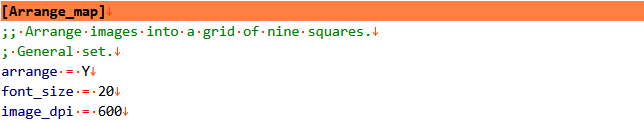 [Arrange_map]
;; Arrange images into a grid of nine squares.
; General set.
arrange = Y
font_size = 20
image_dpi = 600